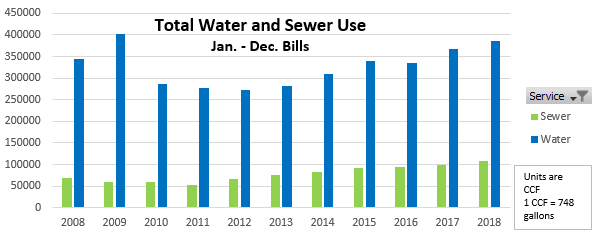 Total Water and Sewer Use
Jan. - Dec. Bills
450000
400000
350000
300000
250000
200000
150000
100000
50000
0
2008 2009 2010 2011 2012 2013 2014 2015 2016 2017 2018
Service
Sewer
Water
Units are
CCF
1 CCF = 748
gallons